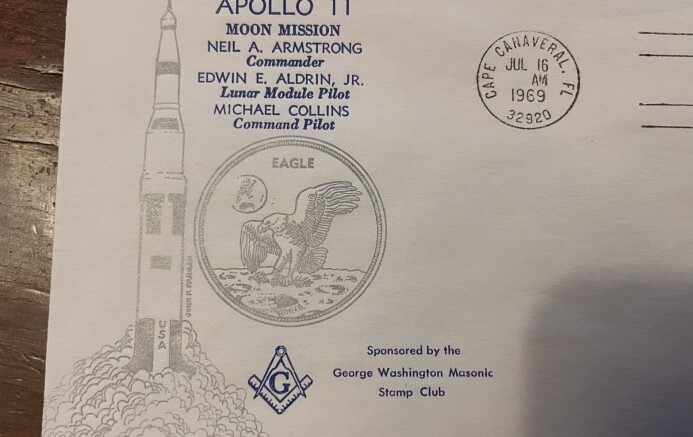 APOLLO 11
MOON MISSION
NEIL A. ARMSTRONG
Commander
EDWIN E. ALDRIN, JR.
Lunar Module Pilot
MICHAEL COLLINS
Command Pilot
CAPE CANAVERAL, FL
JUL 16
AM
1969
32920
EAGLE
USA
G
Sponsored by the
George Washington Masonic
Stamp Club